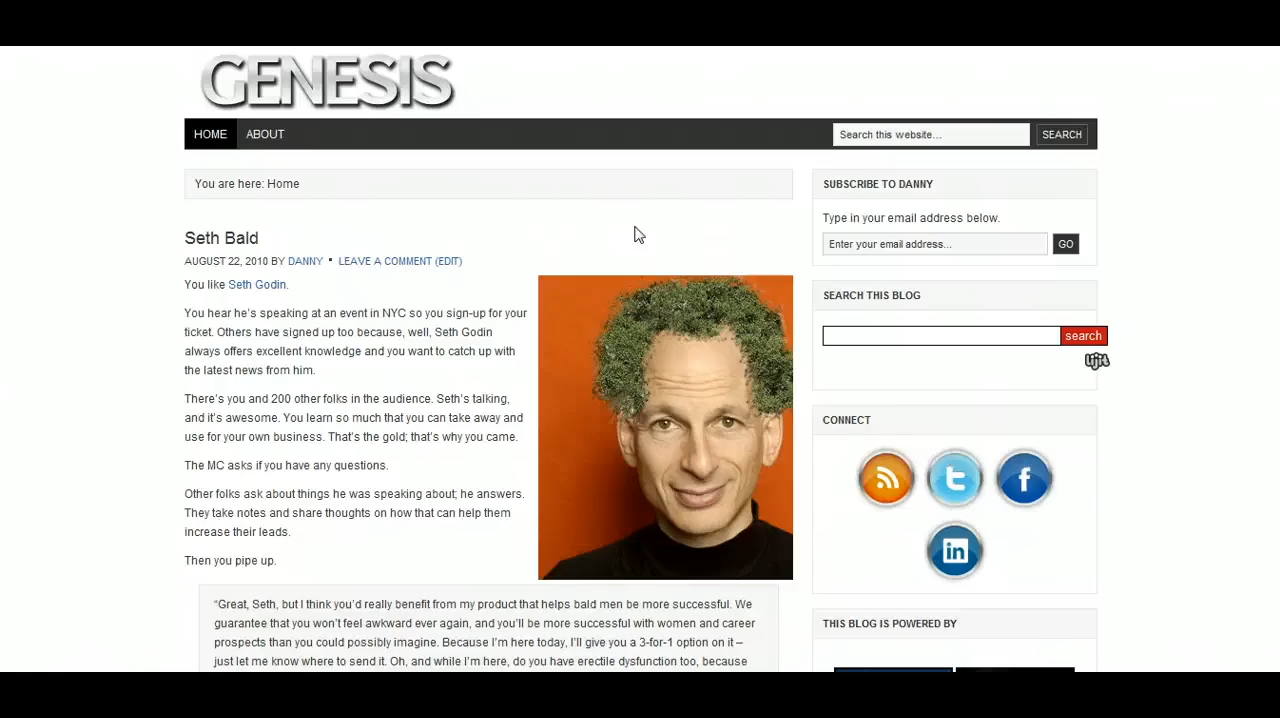 GENESIS
HOME ABOUT
Search this website... SEARCH
You are here: Home
Seth Bald
AUGUST 22, 2010 BY DANNY • LEAVE A COMMENT (EDIT)
You like Seth Godin.
You hear he's speaking at an event in NYC so you sign-up for your
ticket. Others have signed up too because, well, Seth Godin
always offers excellent knowledge and you want to catch up with
the latest news from him.
There's you and 200 other folks in the audience. Seth's talking,
and it's awesome. You learn so much that you can take away and
use for your own business. That's the gold; that's why you came.
The MC asks if you have any questions.
Other folks ask about things he was speaking about; he answers.
They take notes and share thoughts on how that can help them
increase their leads.
Then you pipe up.
"Great, Seth, but I think you'd really benefit from my product that helps bald men be more successful. We
guarantee that you won't feel awkward ever again, and you'll be more successful with women and career
prospects than you could possibly imagine. Because I'm here today, I'll give you a 3-for-1 option on it –
just let me know where to send it. Oh, and while I'm here, do you have erectile dysfunction too, because
SUBSCRIBE TO DANNY
Type in your email address below.
Enter your email address... GO
SEARCH THIS BLOG
search
lijit
CONNECT
t f
in
THIS BLOG IS POWERED BY